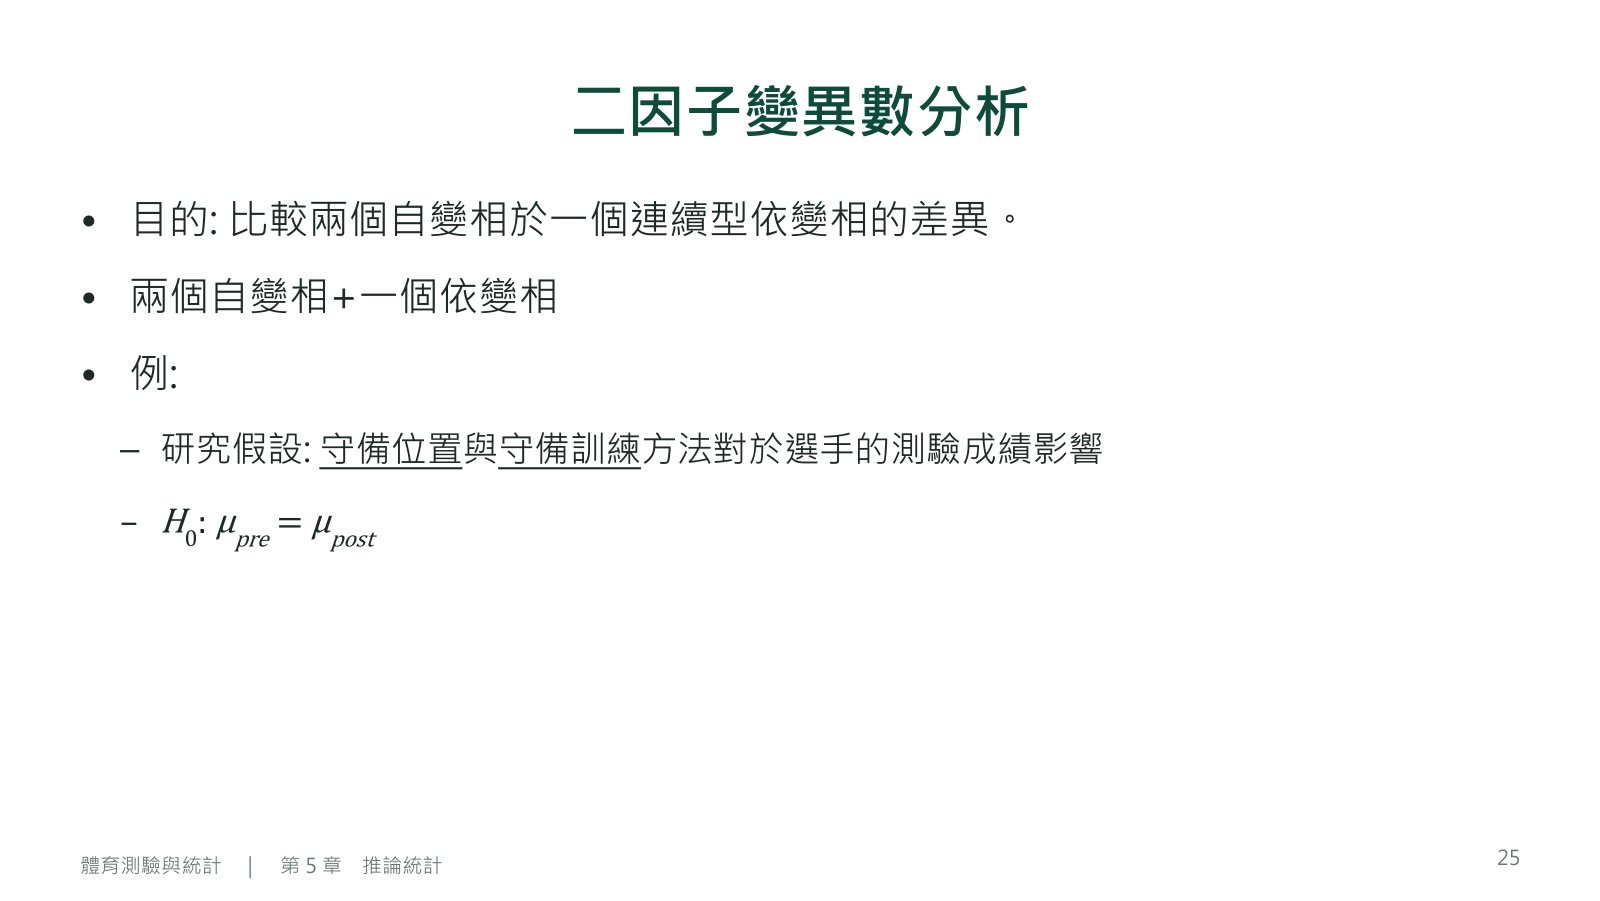 二因子變異數分析
• 目的: 比較兩個自變相於一個連續型依變相的差異。
• 兩個自變相+一個依變相
• 例:
– 研究假設: 守備位置與守備訓練方法對於選手的測驗成績影響
– H0: μpre = μpost
體育測驗與統計 | 第 5 章 推論統計
25